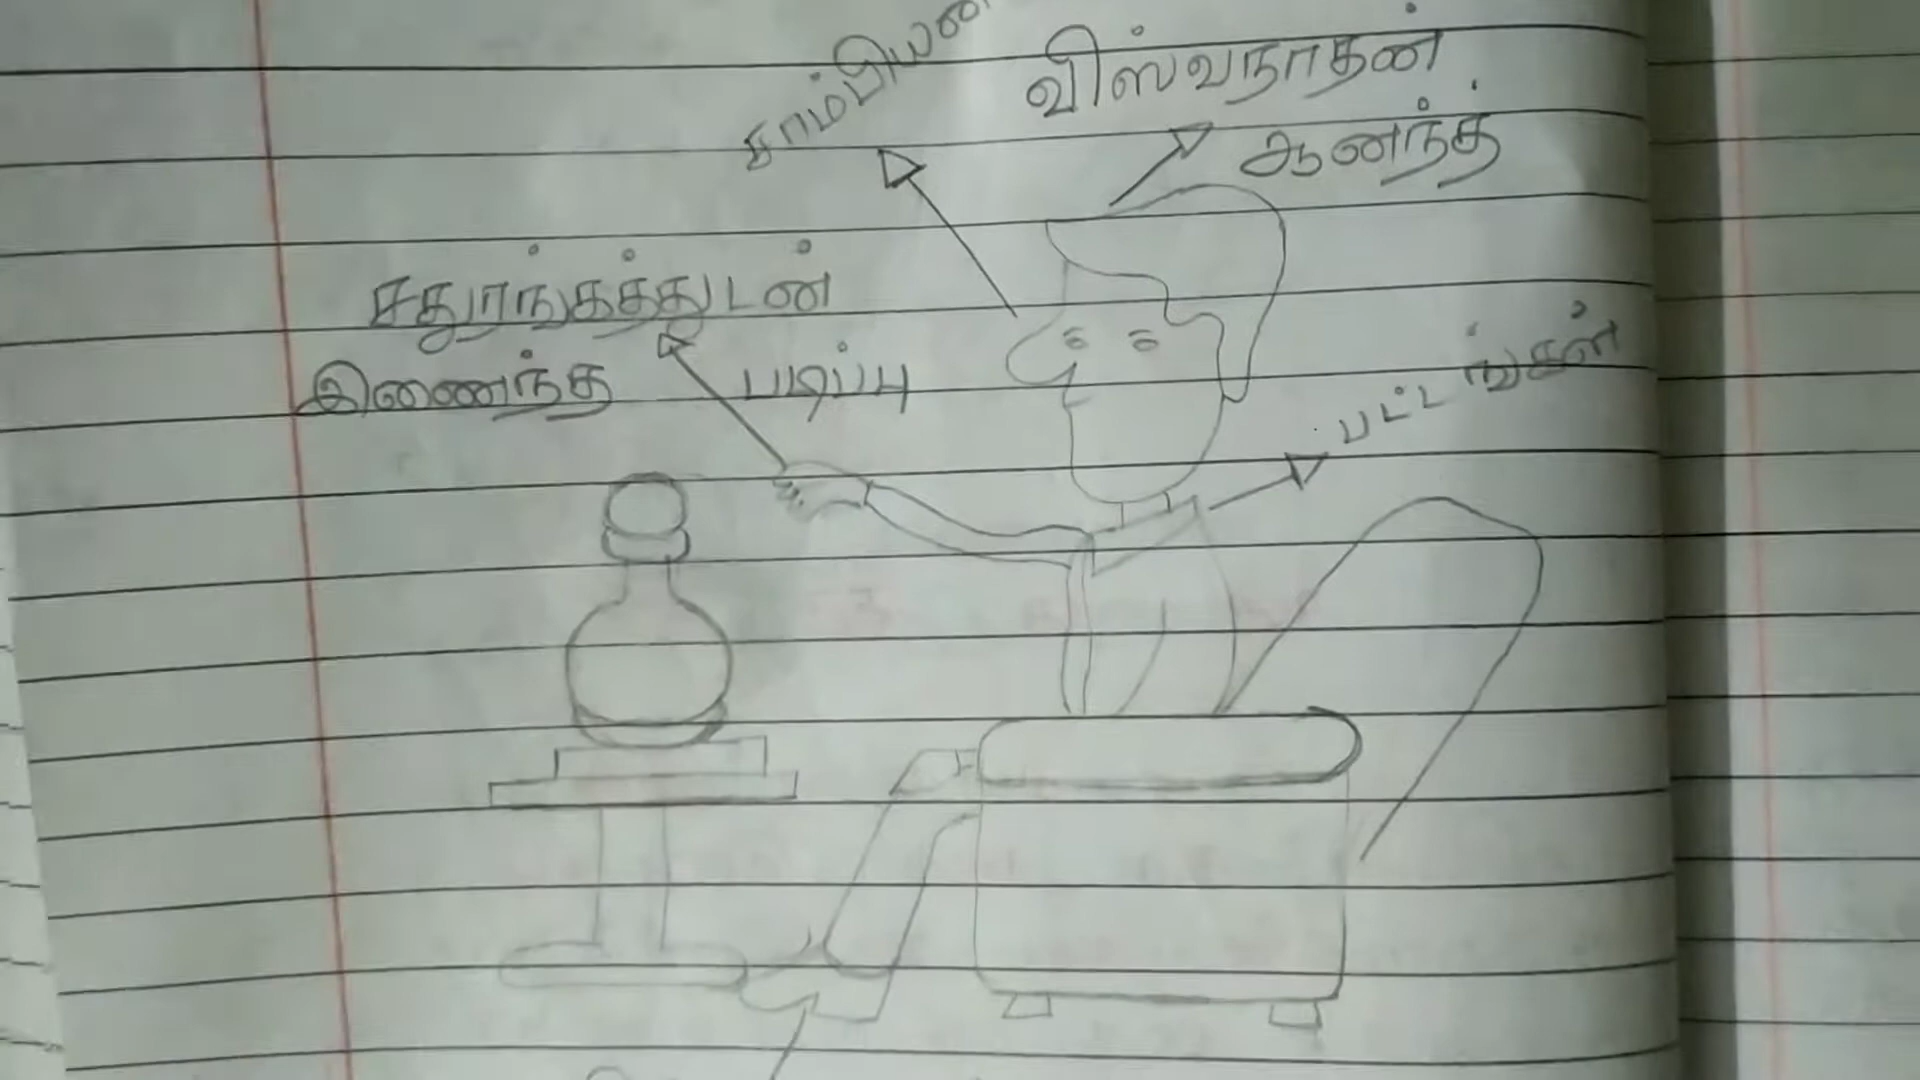 சாம்பியன்
விஸ்வநாதன்
ஆனந்த்
சதுரங்கத்துடன்
இணைந்த படிப்பு
பட்டங்கள்